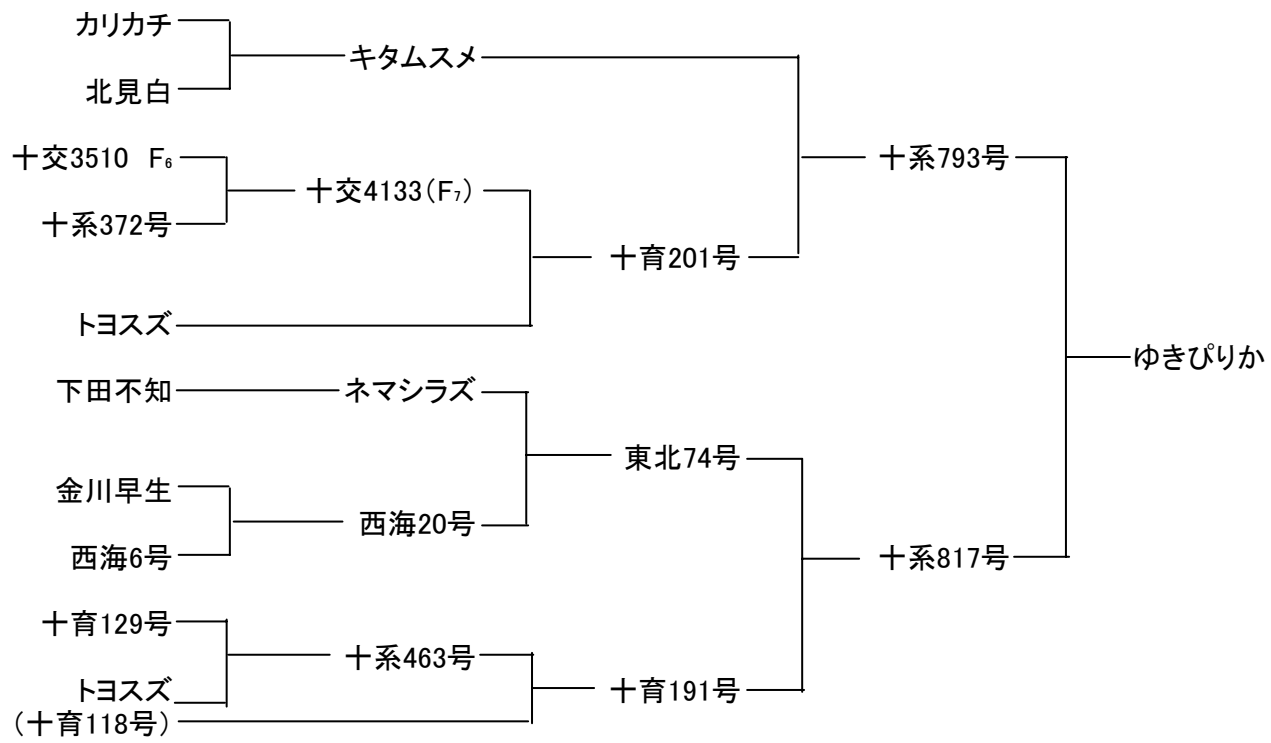 カリカチ
キタムスメ
北見白
十交3510 F₆
十系793号
十交4133(F₇)
十系372号
十育201号
トヨスズ
ゆきぴりか
下田不知
ネマシラズ
東北74号
金川早生
西海20号
西海6号
十系817号
十育129号
十系463号
トヨスズ
十育191号
(十育118号)